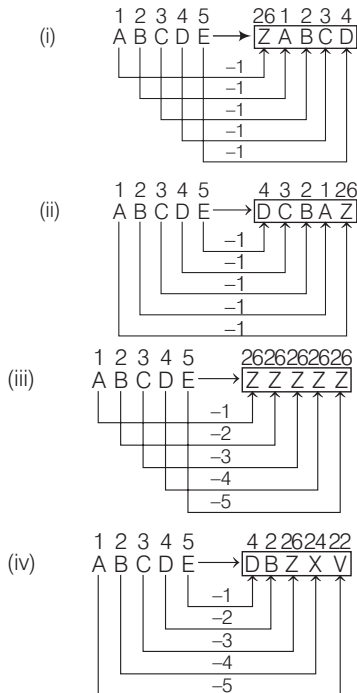 1 2 3 4 5 26 1 2 3 4
(i) A B C D E Z A B C D
–1
–1
–1
–1
–1
1 2 3 4 5 4 3 2 1 26
(ii) A B C D E D C B A Z
–1
–1
–1
–1
–1
1 2 3 4 5 26 26 26 26 26
(iii) A B C D E Z Z Z Z Z
–1
–2
–3
–4
–5
1 2 3 4 5 4 2 26 24 22
(iv) A B C D E D B Z X V
–1
–2
–3
–4
–5